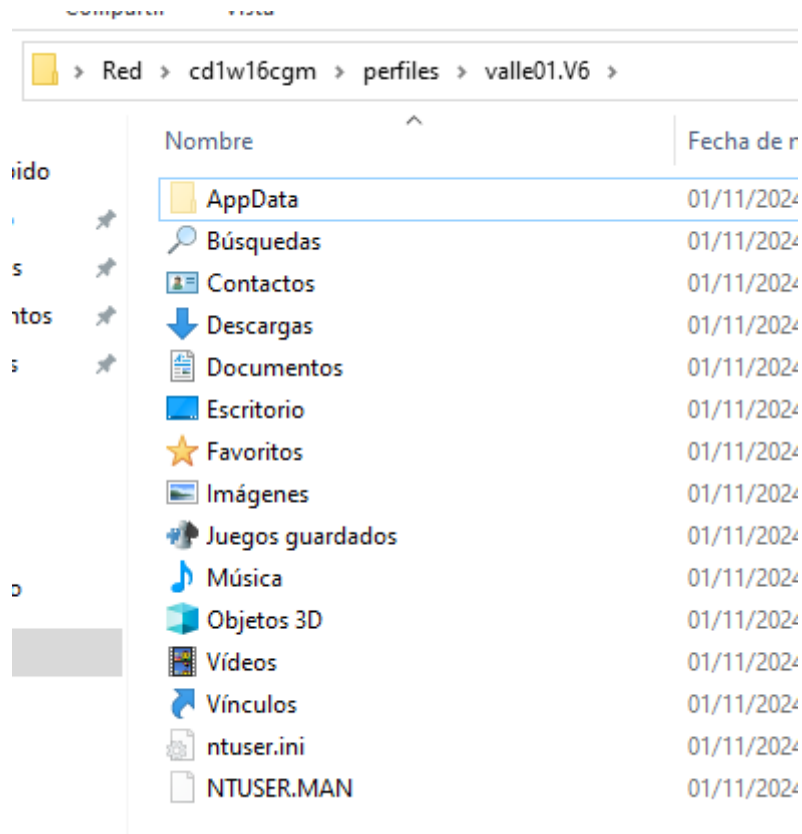 Compartir Vista
Red > cd1w16cgm > perfiles > valle01.V6 >
Nombre Fecha de
AppData 01/11/2024
Búsquedas 01/11/2024
Contactos 01/11/2024
Descargas 01/11/2024
Documentos 01/11/2024
Escritorio 01/11/2024
Favoritos 01/11/2024
Imágenes 01/11/2024
Juegos guardados 01/11/2024
Música 01/11/2024
Objetos 3D 01/11/2024
Vídeos 01/11/2024
Vínculos 01/11/2024
ntuser.ini 01/11/2024
NTUSER.MAN 01/11/2024